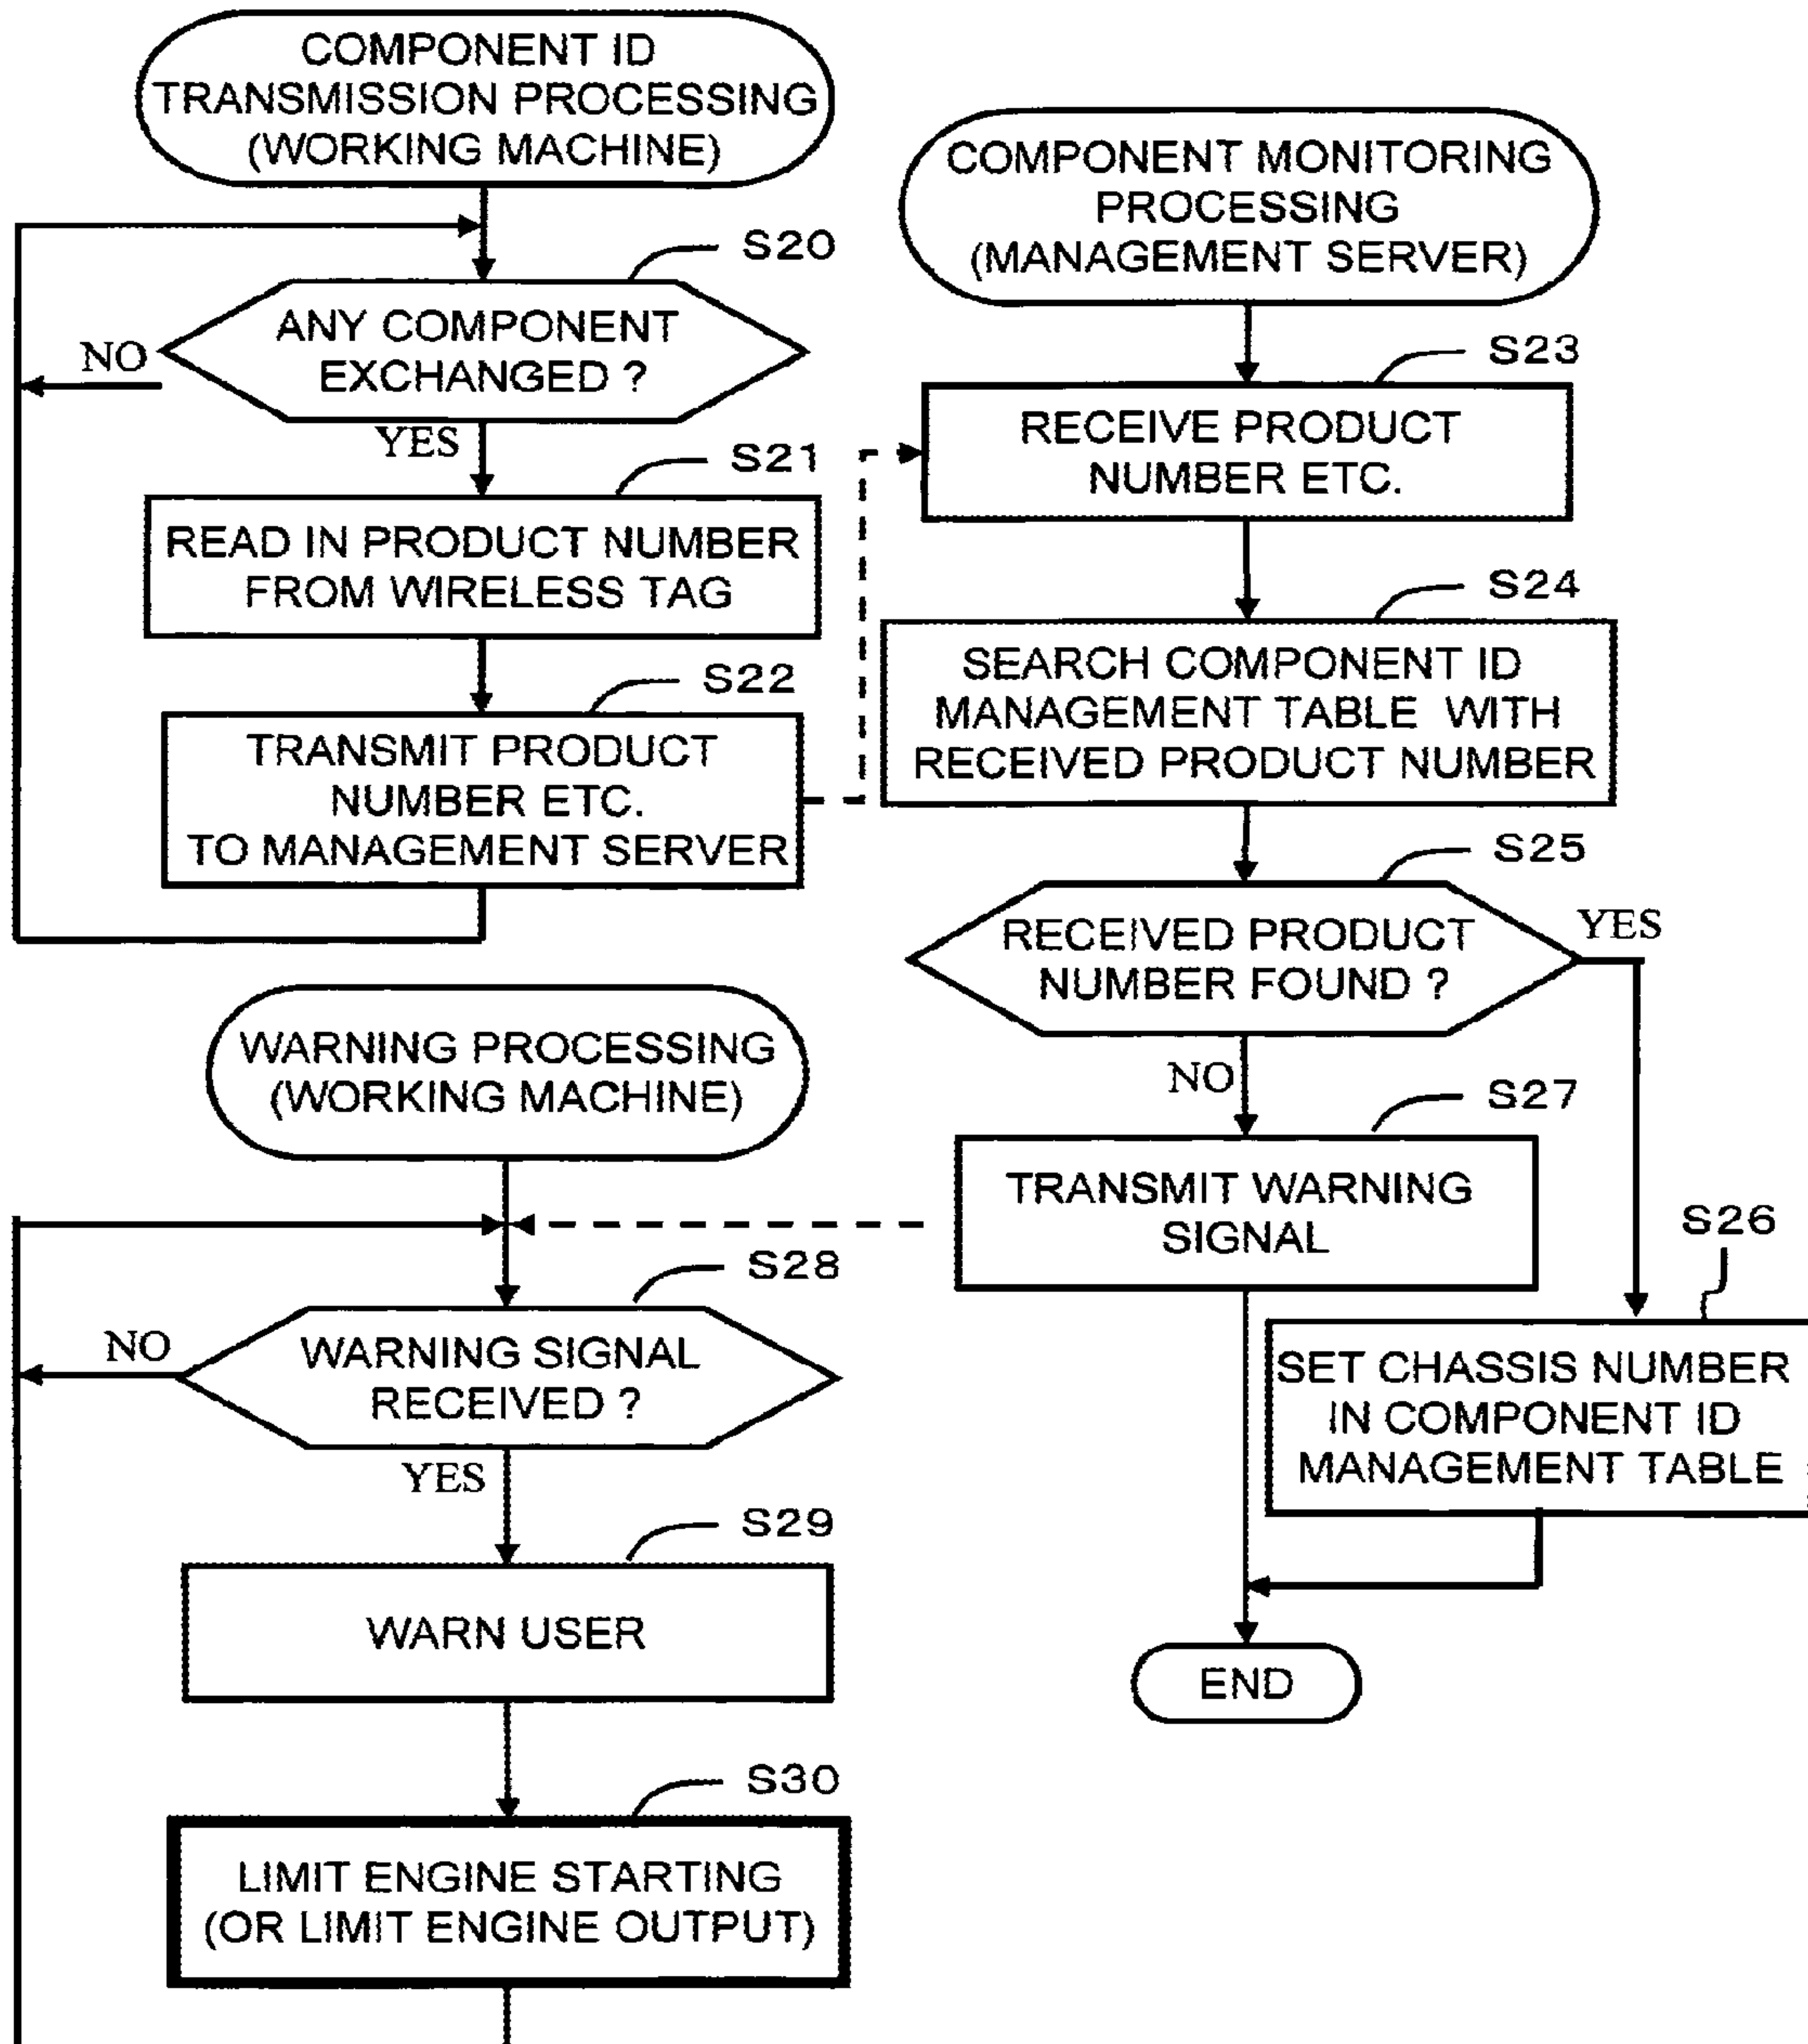 COMPONENT ID
TRANSMISSION PROCESSING
(WORKING MACHINE)
S20
ANY COMPONENT
EXCHANGED ?
NO
YES
S21
READ IN PRODUCT NUMBER
FROM WIRELESS TAG
S22
TRANSMIT PRODUCT
NUMBER ETC.
TO MANAGEMENT SERVER
COMPONENT MONITORING
PROCESSING
(MANAGEMENT SERVER)
S23
RECEIVE PRODUCT
NUMBER ETC.
S24
SEARCH COMPONENT ID
MANAGEMENT TABLE WITH
RECEIVED PRODUCT NUMBER
S25
RECEIVED PRODUCT
NUMBER FOUND ?
YES
NO
S27
TRANSMIT WARNING
SIGNAL
S26
SET CHASSIS NUMBER
IN COMPONENT ID
MANAGEMENT TABLE
END
WARNING PROCESSING
(WORKING MACHINE)
S28
WARNING SIGNAL
RECEIVED ?
NO
YES
S29
WARN USER
S30
LIMIT ENGINE STARTING
(OR LIMIT ENGINE OUTPUT)